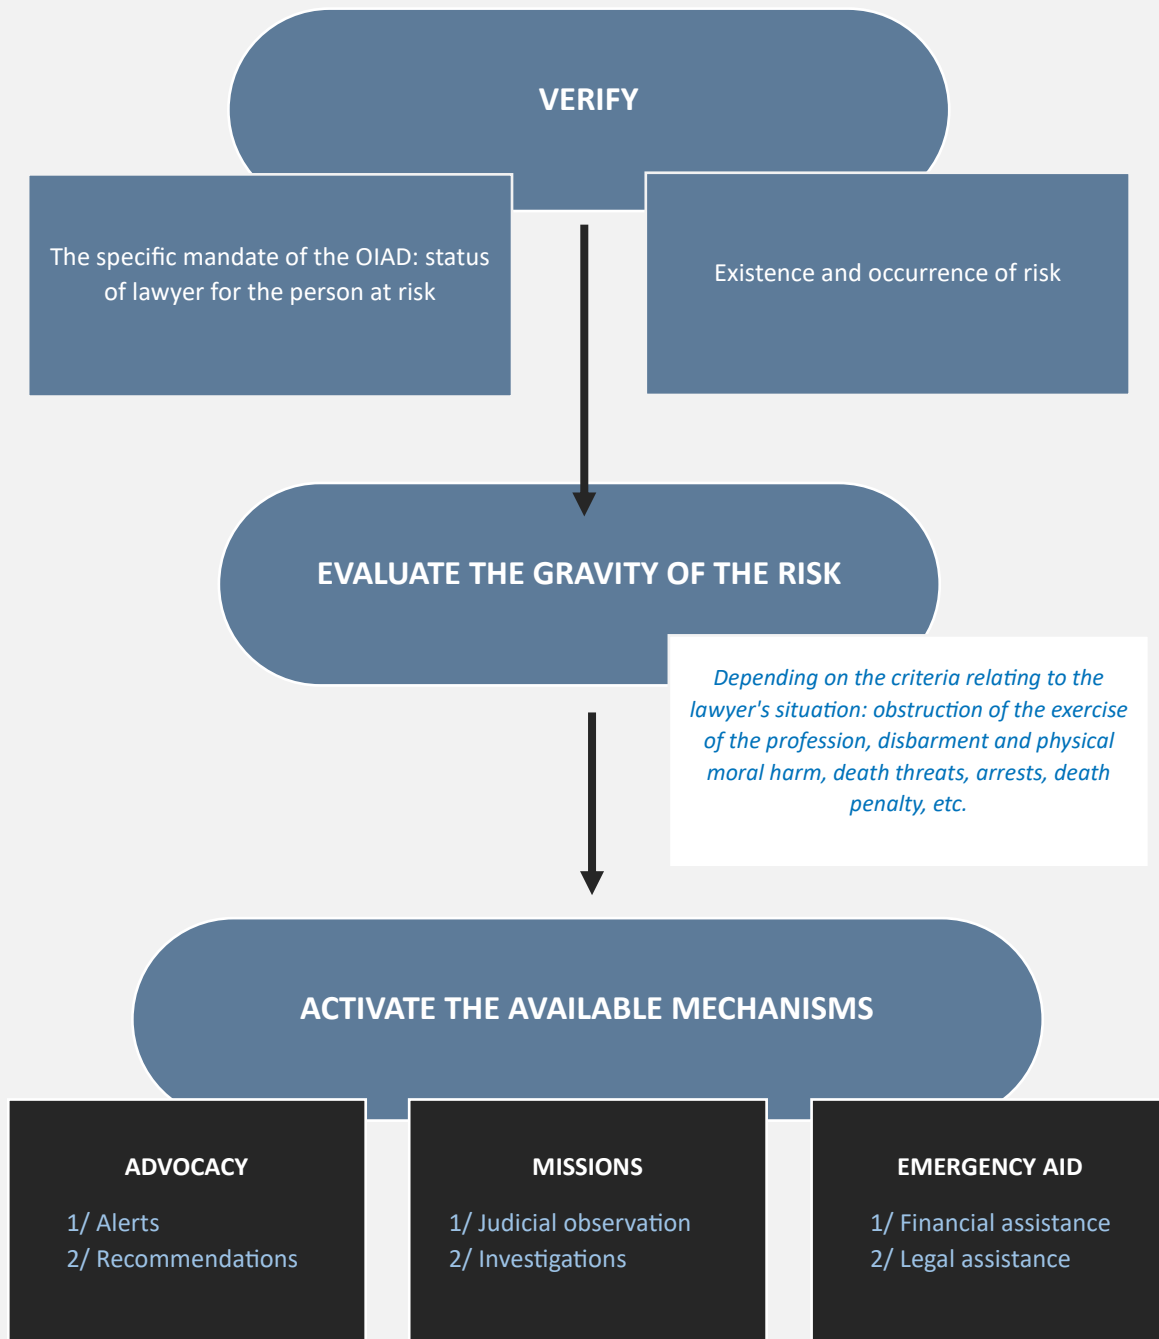 VERIFY
The specific mandate of the OIAD: status
of lawyer for the person at risk
Existence and occurrence of risk
EVALUATE THE GRAVITY OF THE RISK
Depending on the criteria relating to the
lawyer's situation: obstruction of the exercise
of the profession, disbarment and physical
moral harm, death threats, arrests, death
penalty, etc.
ACTIVATE THE AVAILABLE MECHANISMS
ADVOCACY
1/ Alerts
2/ Recommendations
MISSIONS
1/ Judicial observation
2/ Investigations
EMERGENCY AID
1/ Financial assistance
2/ Legal assistance